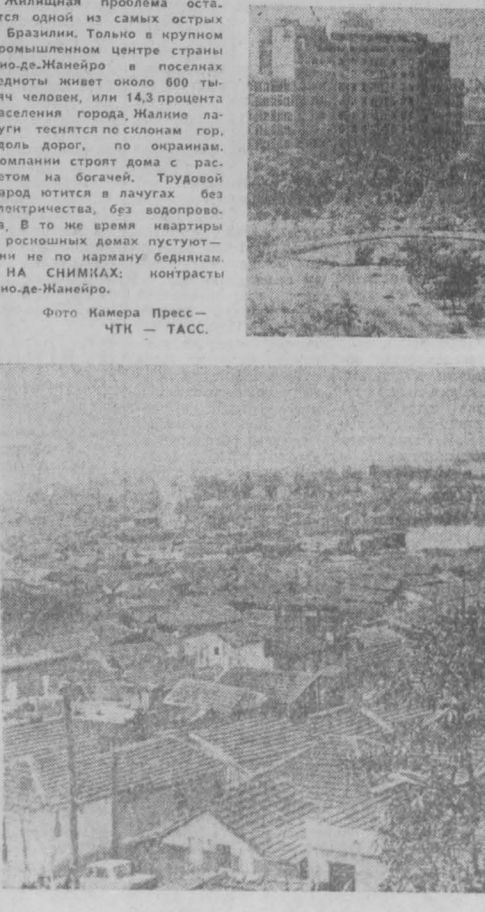 Жилищная проблема оста-
тся одной из самых острых
Бразилии. Только в крупном
ромышленном центре страны
ио-де-Жанейро в поселках
едноты живет около 600 ты-
яч человек, или 14,3 процента
аселения города. Жалкие ла-
уги теснятся по склонам гор,
доль дорог, по окраинам.
омпании строят дома с рас-
етом на богачей. Трудовой
арод ютится в лачугах без
лектричества, без водопрово-
а. В то же время квартиры
роскошных домах пустуют—
ни не по карману беднякам.
НА СНИМКАХ: контрасты
ио-де-Жанейро.
Фото Камера Пресс—
ЧТК — ТАСС.